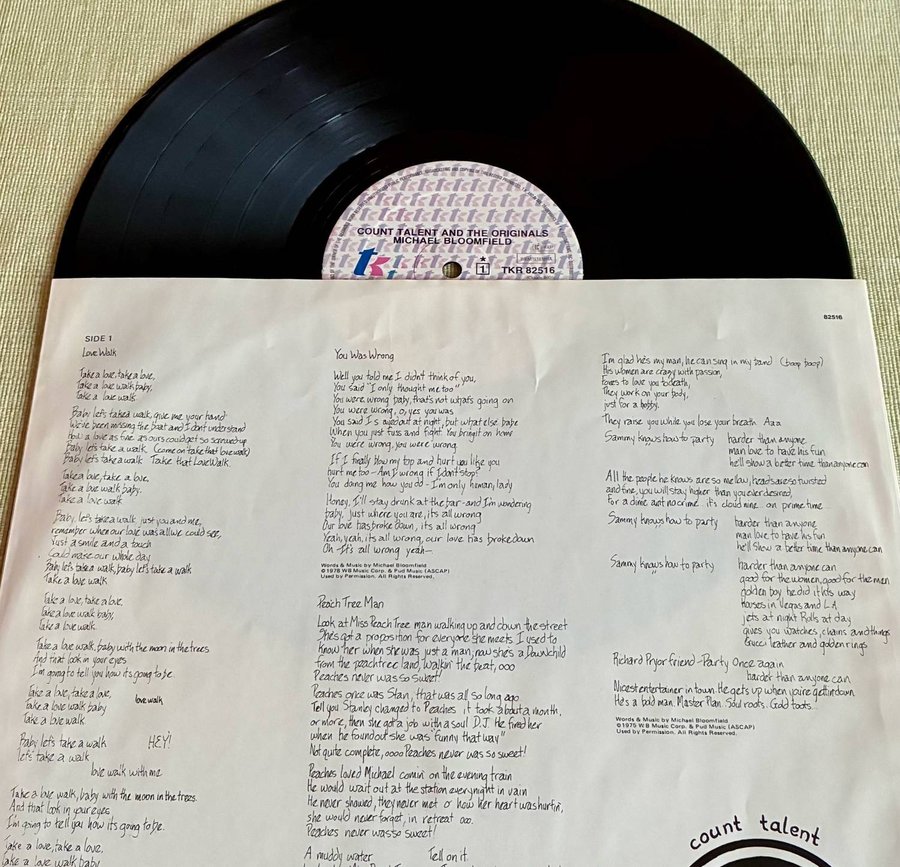 COUNT TALENT AND THE ORIGINALS
MICHAEL BLOOMFIELD
tk
1
TKR 82516
82516
SIDE 1
Love Walk
Take a love, take a love,
Take a love walk baby,
Take a love walk.
Baby let's take a walk, give me your hand
We've been missing the beat and I don't understand
How a love as fine as ours could get so screwed up
Baby let's take a walk (come on take that love walk)
Baby let's take a walk Take that Love Walk.
Take a love, take a love,
Take a love walk baby.
Take a love walk
Baby, let's take a walk, just you and me,
remember when our love was all we could see,
Just a smile and a touch
Could make our whole day
Baby let's take a walk, baby let's take a walk
Take a love walk.
Take a love, take a love,
Take a love walk baby,
Take a love walk.
Take a love walk, baby with the moon in the trees
And that look in your eyes
I'm going to tell you how its going to be.
Take a love, take a love, love walk
Take a love walk baby
Take a love walk
Baby let's take a walk HEY!
let's take a walk
love walk with me
Take a love walk, baby with the moon in the trees.
And that look in your eyes
I'm going to tell you how its going to be.
Take a love, take a love,
Take a love walk baby
You Was Wrong
Well you told me I didn't think of you,
You said "I only thought me too"
You were wrong baby, that's not what's going on
You were wrong, o, yes you was
You said I s out at night, but what else babe
When you just fuss and fight. You bring it on home
You were wrong, you were wrong
If I finally blow my top and hurt you like you
hurt me too - Am I wrong if I don't stop?
You dang me how you do - I'm only human, lady
Honey, I'll stay drunk at the bar - and I'm wondering
baby, just where you are, it's all wrong
Our love has broke down, it's all wrong
Yeah, yeah, its all wrong, our love has broke down
Oh - It's all wrong yeah -
Words & Music by Michael Bloomfield
©1978 WB Music Corp. & Pud Music (ASCAP)
Used by Permission. All Rights Reserved.
Peach Tree Man
Look at Miss Peach Tree man walking up and down the street
She's got a proposition for everyone she meets I used to
know her when she was just a man, now she's a Downchild
from the peachtree land, walkin' the beat, ooo
Peaches never was so sweet!
Peaches once was Stan, that was all so long ago
Tell you Stanley changed to Peaches it took about a month,
or more, then she got a job with a soul D.J. He fired her
when he found out she was "funny that way"
Not quite complete, oooo Peaches never was so sweet!
Peaches loved Michael comin' on the evening train
He would wait out at the station every night in vain
He never showed, they never met o how her heart was hurtin',
she would never forget, in retreat ooo.
Peaches never was so sweet!
A muddy water Tell on it.
I'm glad he's my man, he can sing in my band (boop boop)
His women are crazy with passion,
to love you to death,
They work on your body,
just for a hobby.
They raise you while you lose your breath Aaa
Sammy knows how to party harder than anyone
man love to have his fun
he'll show a better time than anyone can
All the people he knows are so mellow, heads are so twisted
and fine, you will stay higher than you ever desired,
For a dime ain't no crime it's cloud nine on prime time
Sammy knows how to party harder than anyone
man love to have his fun
he'll show a better time than anyone can
Sammy knows how to party harder than anyone can
good for the women, good for the men
golden boy he did it his way
Houses in Vegas and L.A.
jets at night Rolls at day
gives you watches, chains and things
Gucci leather and golden rings
Richard Pryor friend - Party Once again
harder than anyone can
Nicest entertainer in town. He gets up when you're gettin down
He's a bad man. Master Plan. Soul roots. Gold toots...
Words & Music by Michael Bloomfield
©1975 WB Music Corp. & Pud Music (ASCAP)
Used by Permission. All Rights Reserved.
count talent